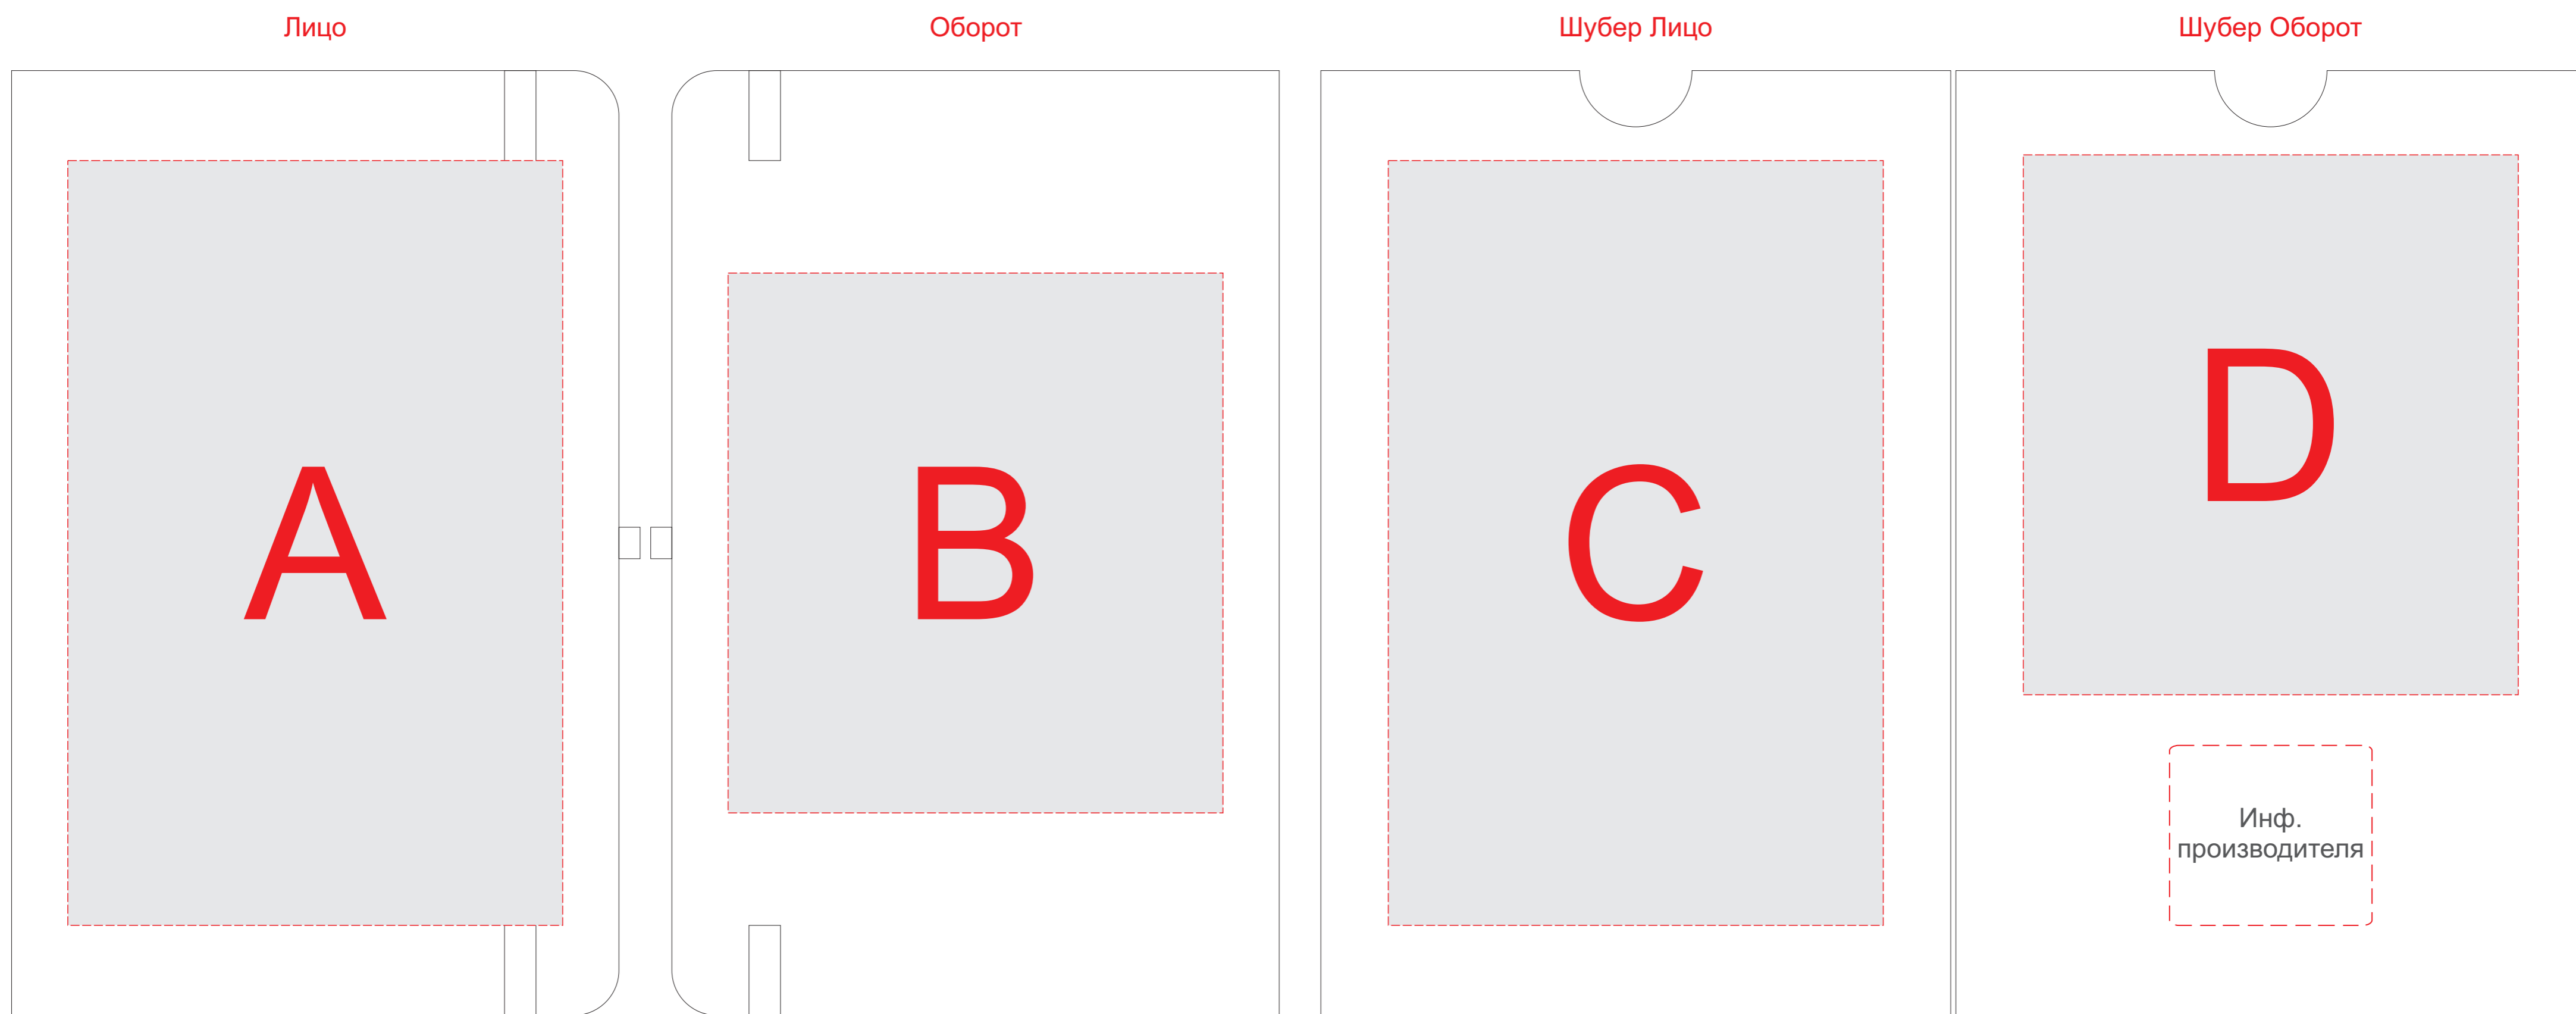 Лицо
Оборот
Шубер Лицо
Шубер Оборот
A
B
C
D
Инф.
производителя